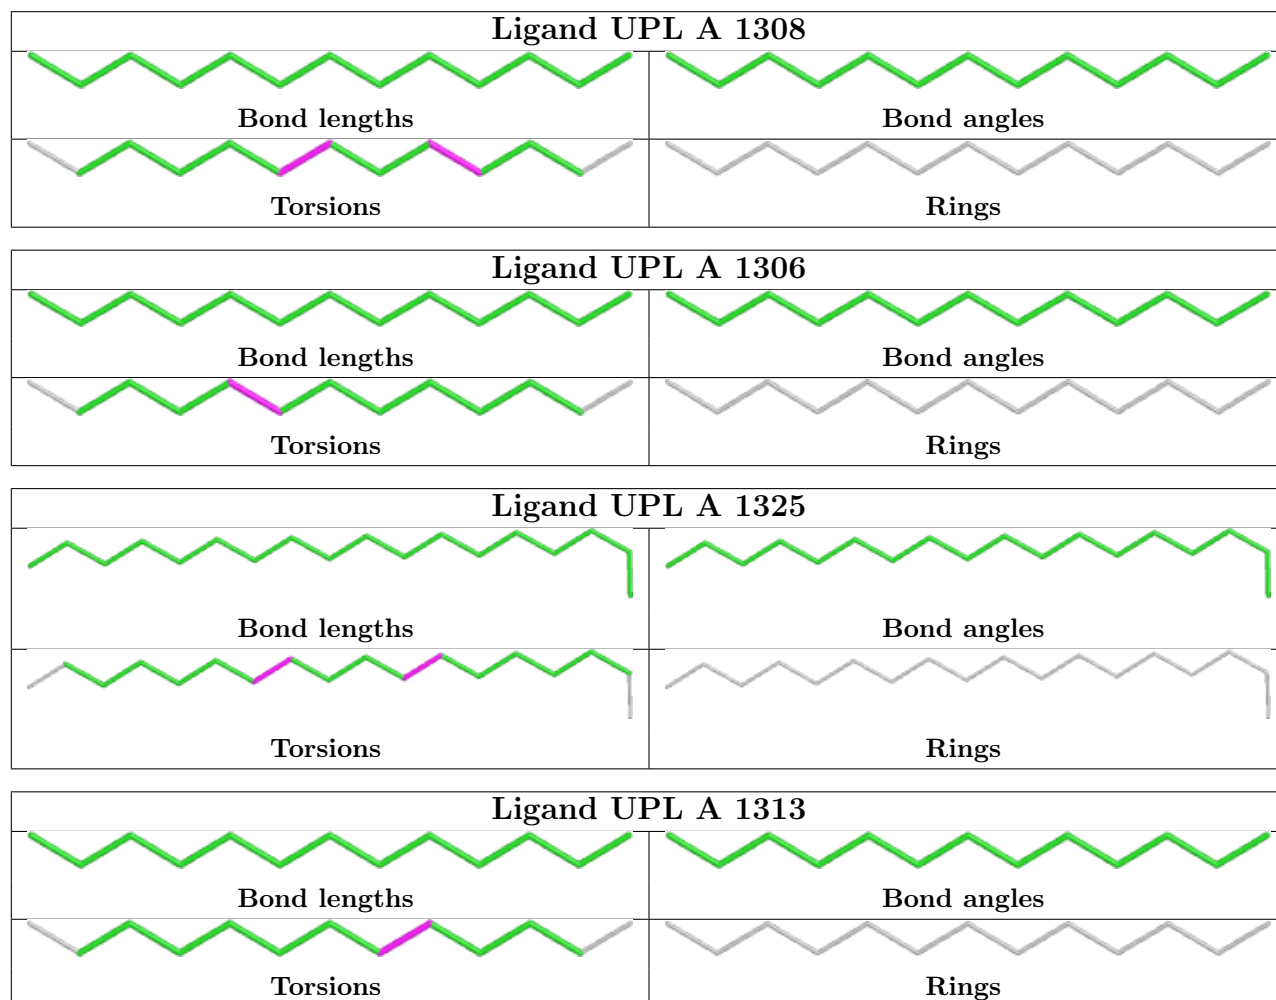 Ligand UPL A 1308
Bond lengths Bond angles
Torsions Rings
Ligand UPL A 1306
Bond lengths Bond angles
Torsions Rings
Ligand UPL A 1325
Bond lengths Bond angles
Torsions Rings
Ligand UPL A 1313
Bond lengths Bond angles
Torsions Rings